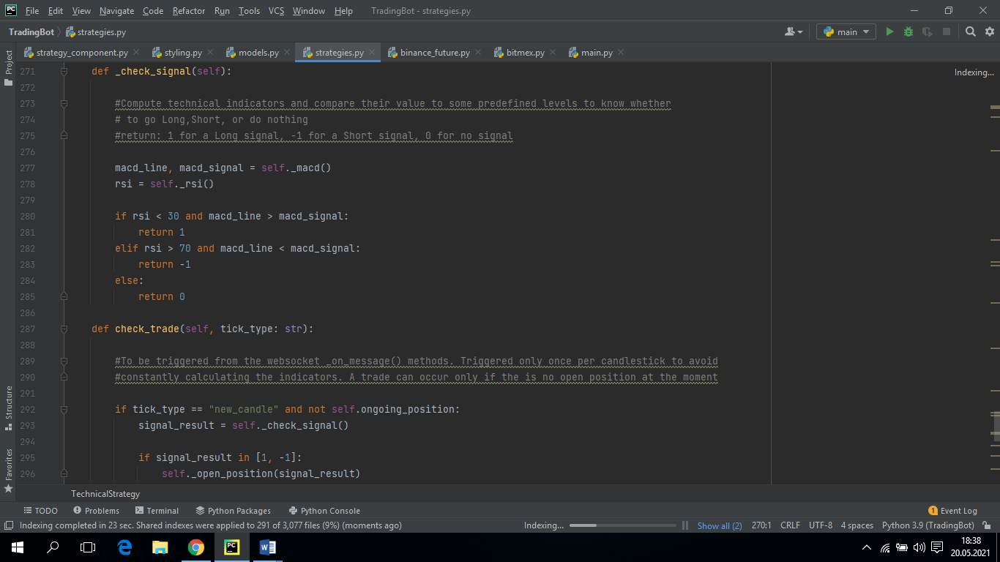 PC File Edit View Navigate Code Refactor Run Tools VCS Window Help TradingBot - strategies.py
TradingBot strategies.py main
Project
strategy_component.py styling.py models.py strategies.py binance_future.py bitmex.py main.py
Indexing...
271 def _check_signal(self):
272
273 #Compute technical indicators and compare their value to some predefined levels to know whether
274 # to go Long,Short, or do nothing
275 #return: 1 for a Long signal, -1 for a Short signal, 0 for no signal
276
277 macd_line, macd_signal = self._macd()
278 rsi = self._rsi()
279
280 if rsi < 30 and macd_line > macd_signal:
281 return 1
282 elif rsi > 70 and macd_line < macd_signal:
283 return -1
284 else:
285 return 0
286
287 def check_trade(self, tick_type: str):
288
289 #To be triggered from the websocket _on_message() methods. Triggered only once per candlestick to avoid
290 #constantly calculating the indicators. A trade can occur only if the is no open position at the moment
291
292 if tick_type == "new_candle" and not self.ongoing_position:
293 signal_result = self._check_signal()
294
295 if signal_result in [1, -1]:
296 self._open_position(signal_result)
Structure
Favorites
TechnicalStrategy
TODO Problems Terminal Python Packages Python Console 1 Event Log
Indexing completed in 23 sec. Shared indexes were applied to 291 of 3,077 files (9%) (moments ago) Indexing... Show all (2) 270:1 CRLF UTF-8 4 spaces Python 3.9 (TradingBot)
PC
18:38
20.05.2021